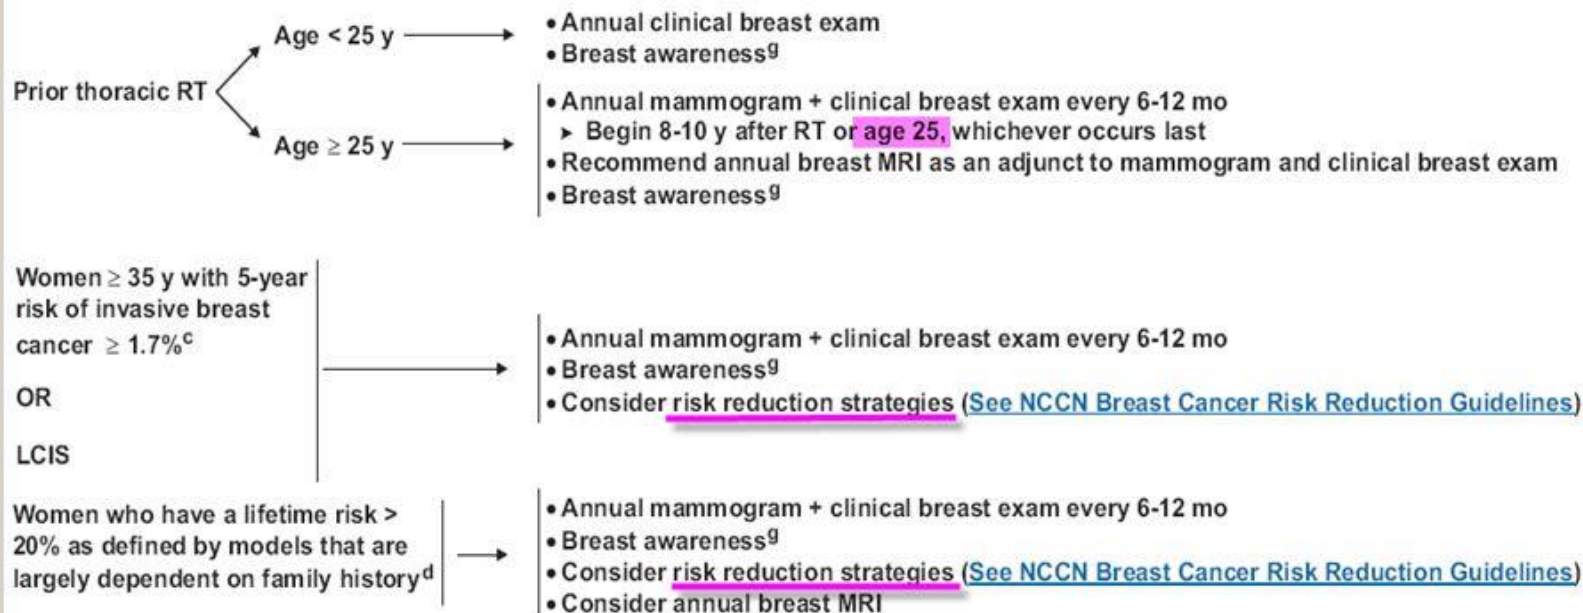 Prior thoracic RT
Age < 25 y
• Annual clinical breast exam
• Breast awarenessg
Age ≥ 25 y
• Annual mammogram + clinical breast exam every 6-12 mo
➤ Begin 8-10 y after RT or age 25, whichever occurs last
• Recommend annual breast MRI as an adjunct to mammogram and clinical breast exam
• Breast awarenessg
Women ≥ 35 y with 5-year
risk of invasive breast
cancer ≥ 1.7%c
OR
LCIS
• Annual mammogram + clinical breast exam every 6-12 mo
• Breast awarenessg
• Consider risk reduction strategies (See NCCN Breast Cancer Risk Reduction Guidelines)
Women who have a lifetime risk >
20% as defined by models that are
largely dependent on family historyd
• Annual mammogram + clinical breast exam every 6-12 mo
• Breast awarenessg
• Consider risk reduction strategies (See NCCN Breast Cancer Risk Reduction Guidelines)
• Consider annual breast MRI